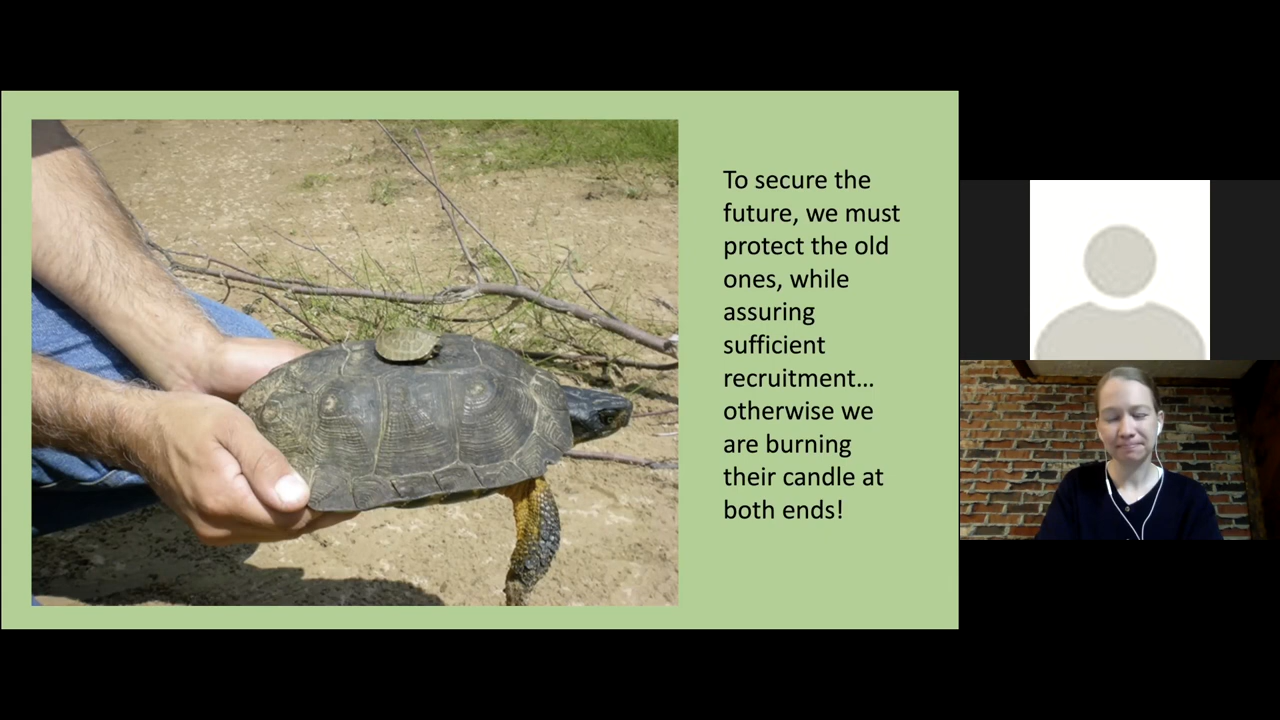 To secure the
future, we must
protect the old
ones, while
assuring
sufficient
recruitment…
otherwise we
are burning
their candle at
both ends!